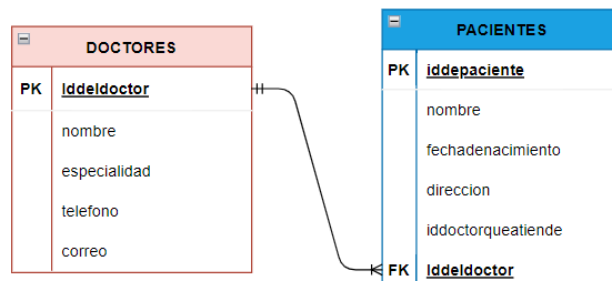 DOCTORES
PK Iddeldoctor
nombre
especialidad
telefono
correo
PACIENTES
PK iddepaciente
nombre
fechadenacimiento
direccion
iddoctorqueatiende
FK Iddeldoctor